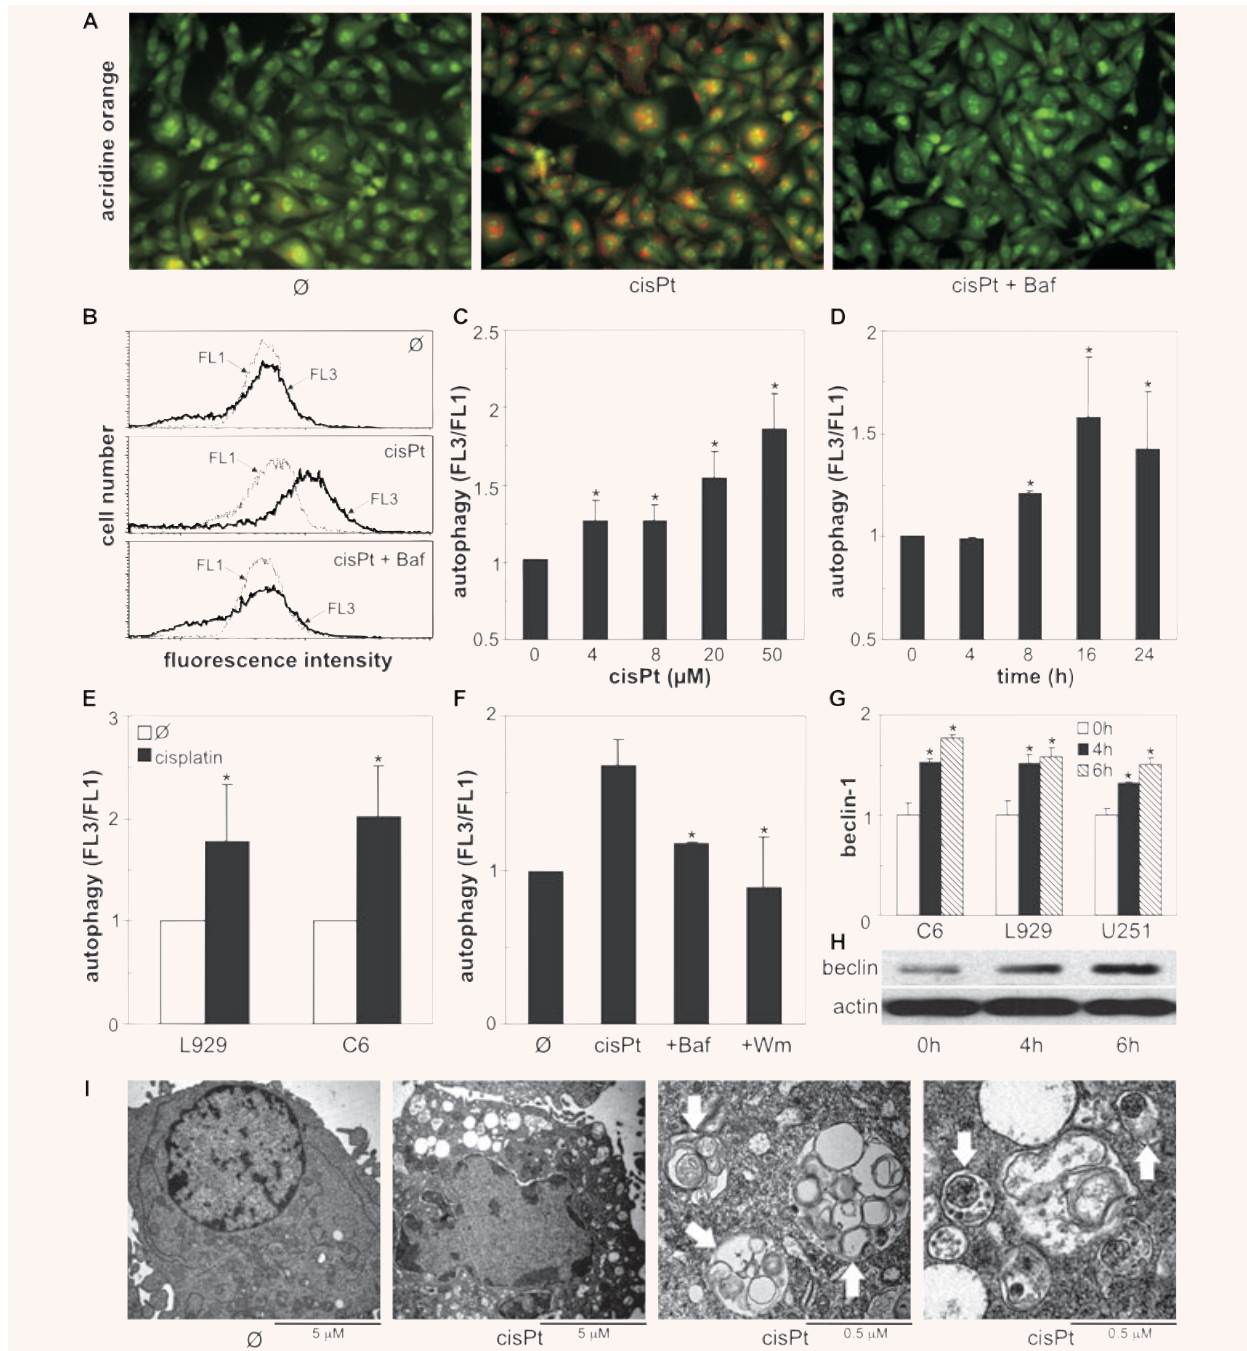 A
acridine orange
Ø
cisPt
cisPt + Baf
B
cell number
FL1
FL3
Ø
FL1
FL3
cisPt
FL1
FL3
cisPt + Baf
fluorescence intensity
C
autophagy (FL3/FL1)
2.5
2
1.5
1
0.5
*
*
*
*
0 4 8 20 50
cisPt (µM)
D
autophagy (FL3/FL1)
2
1.5
1
0.5
*
*
*
0 4 8 16 24
time (h)
E
autophagy (FL3/FL1)
3
2
1
0
Ø
cisplatin
*
*
L929 C6
F
autophagy (FL3/FL1)
2
1
0
*
*
Ø cisPt +Baf +Wm
G
beclin-1
2
1
0
0h
4h
6h
* * * * * *
C6 L929 U251
H
beclin
actin
0h 4h 6h
I
5 µM
Ø
5 µM
cisPt
0.5 µM
cisPt
0.5 µM
cisPt